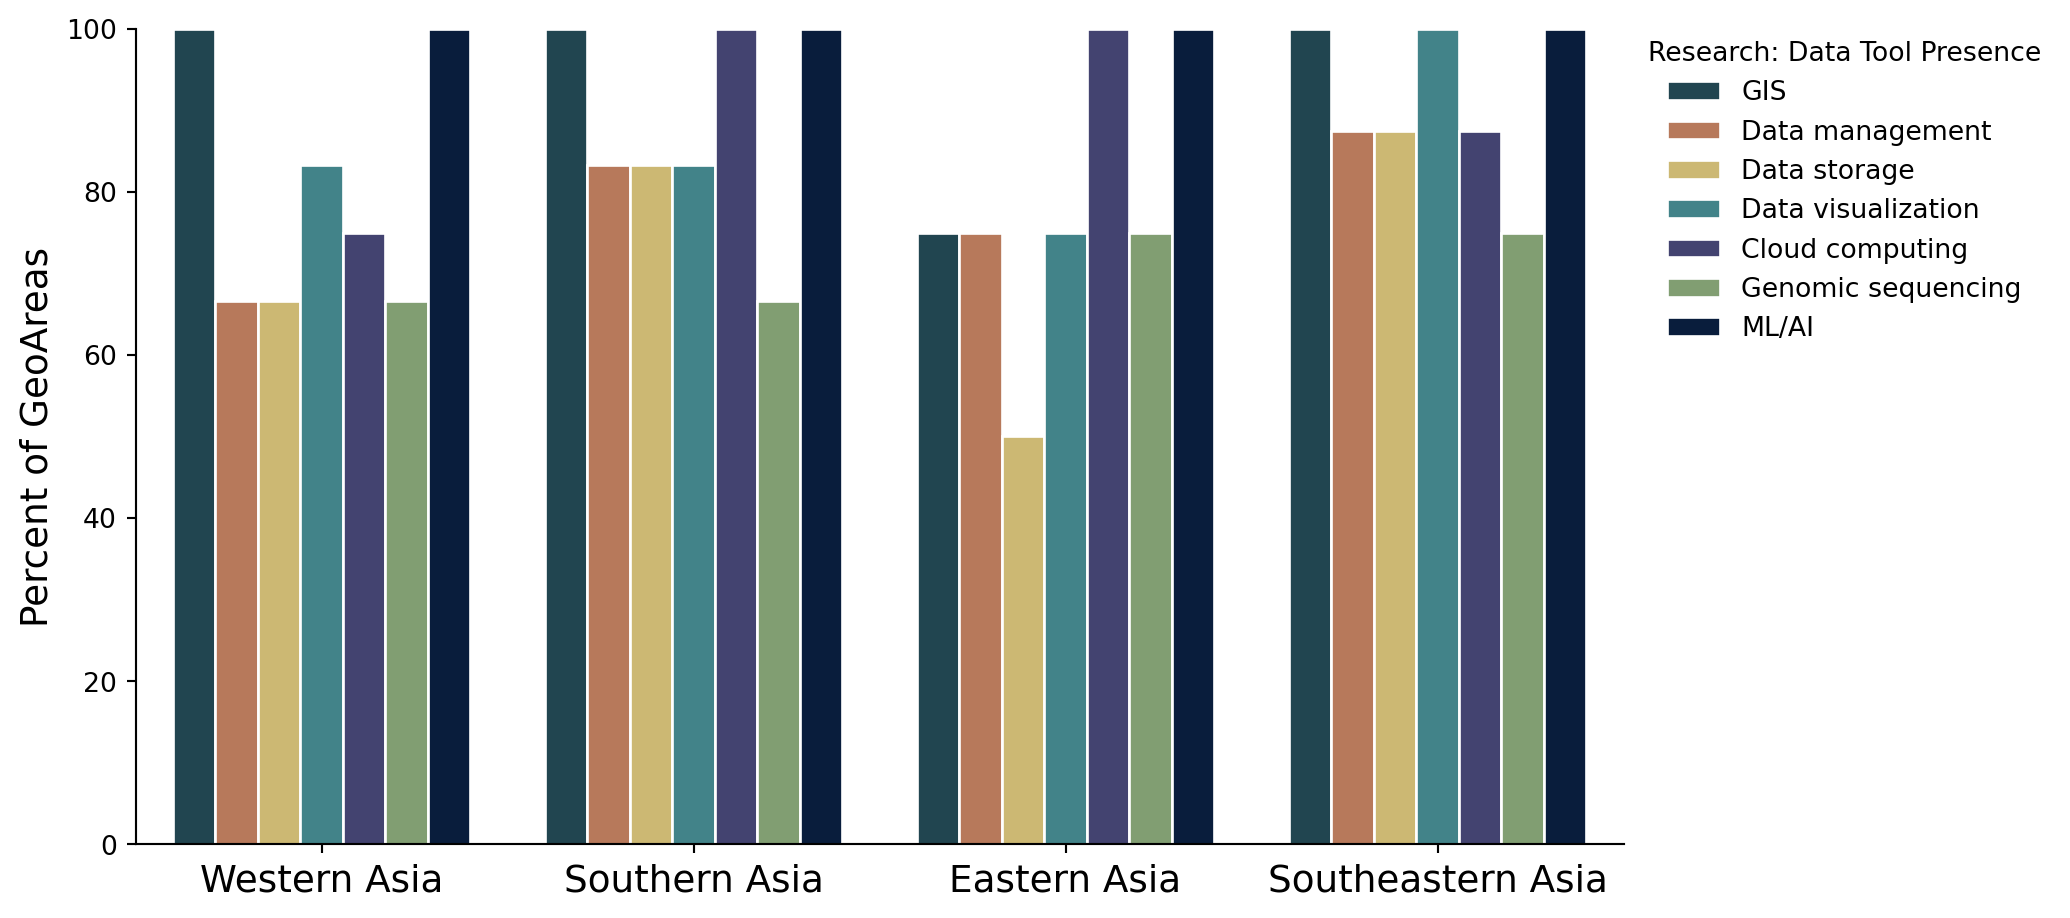 Percent of GeoAreas
100
80
60
40
20
0
Western Asia
Southern Asia
Eastern Asia
Southeastern Asia
Research: Data Tool Presence
GIS
Data management
Data storage
Data visualization
Cloud computing
Genomic sequencing
ML/AI